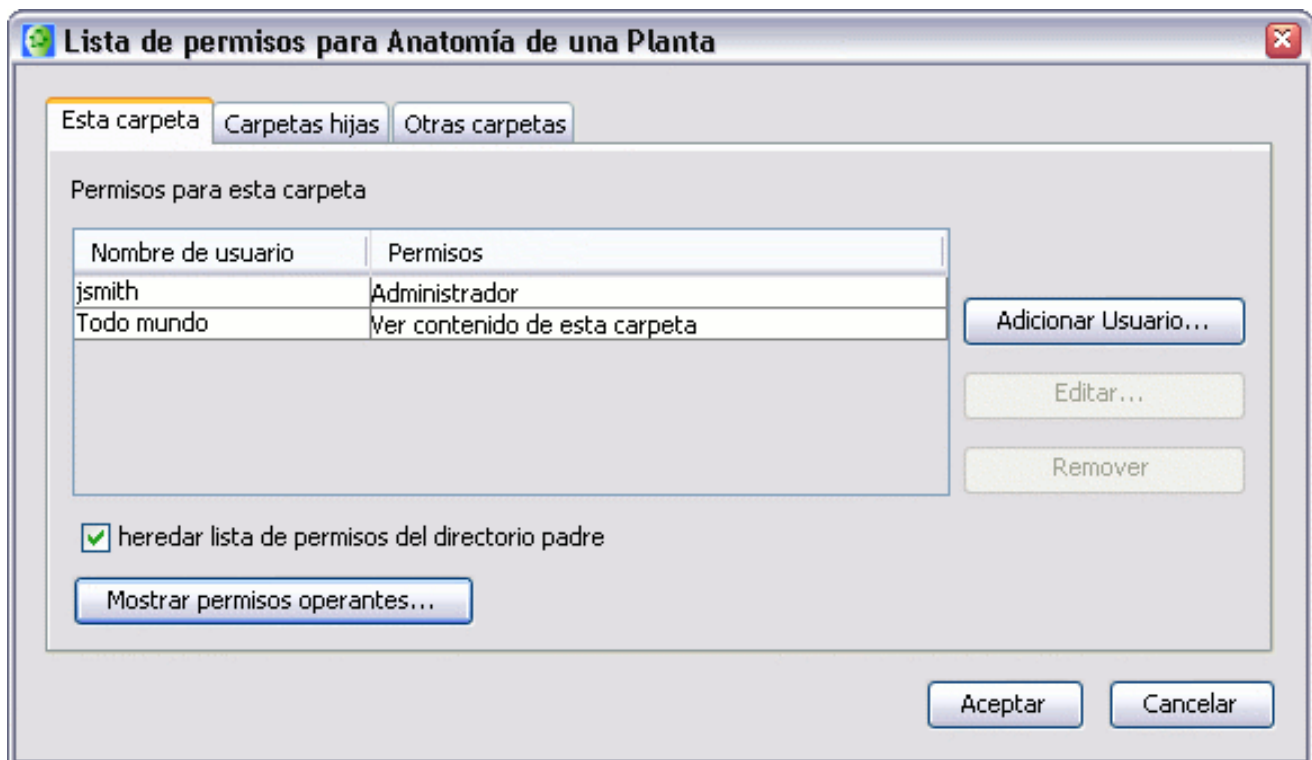 Lista de permisos para Anatomía de una Planta
Esta carpeta Carpetas hijas Otras carpetas
Permisos para esta carpeta
Nombre de usuario Permisos
jsmith Administrador
Todo mundo Ver contenido de esta carpeta
Adicionar Usuario...
Editar...
Remover
heredar lista de permisos del directorio padre
Mostrar permisos operantes...
Aceptar Cancelar